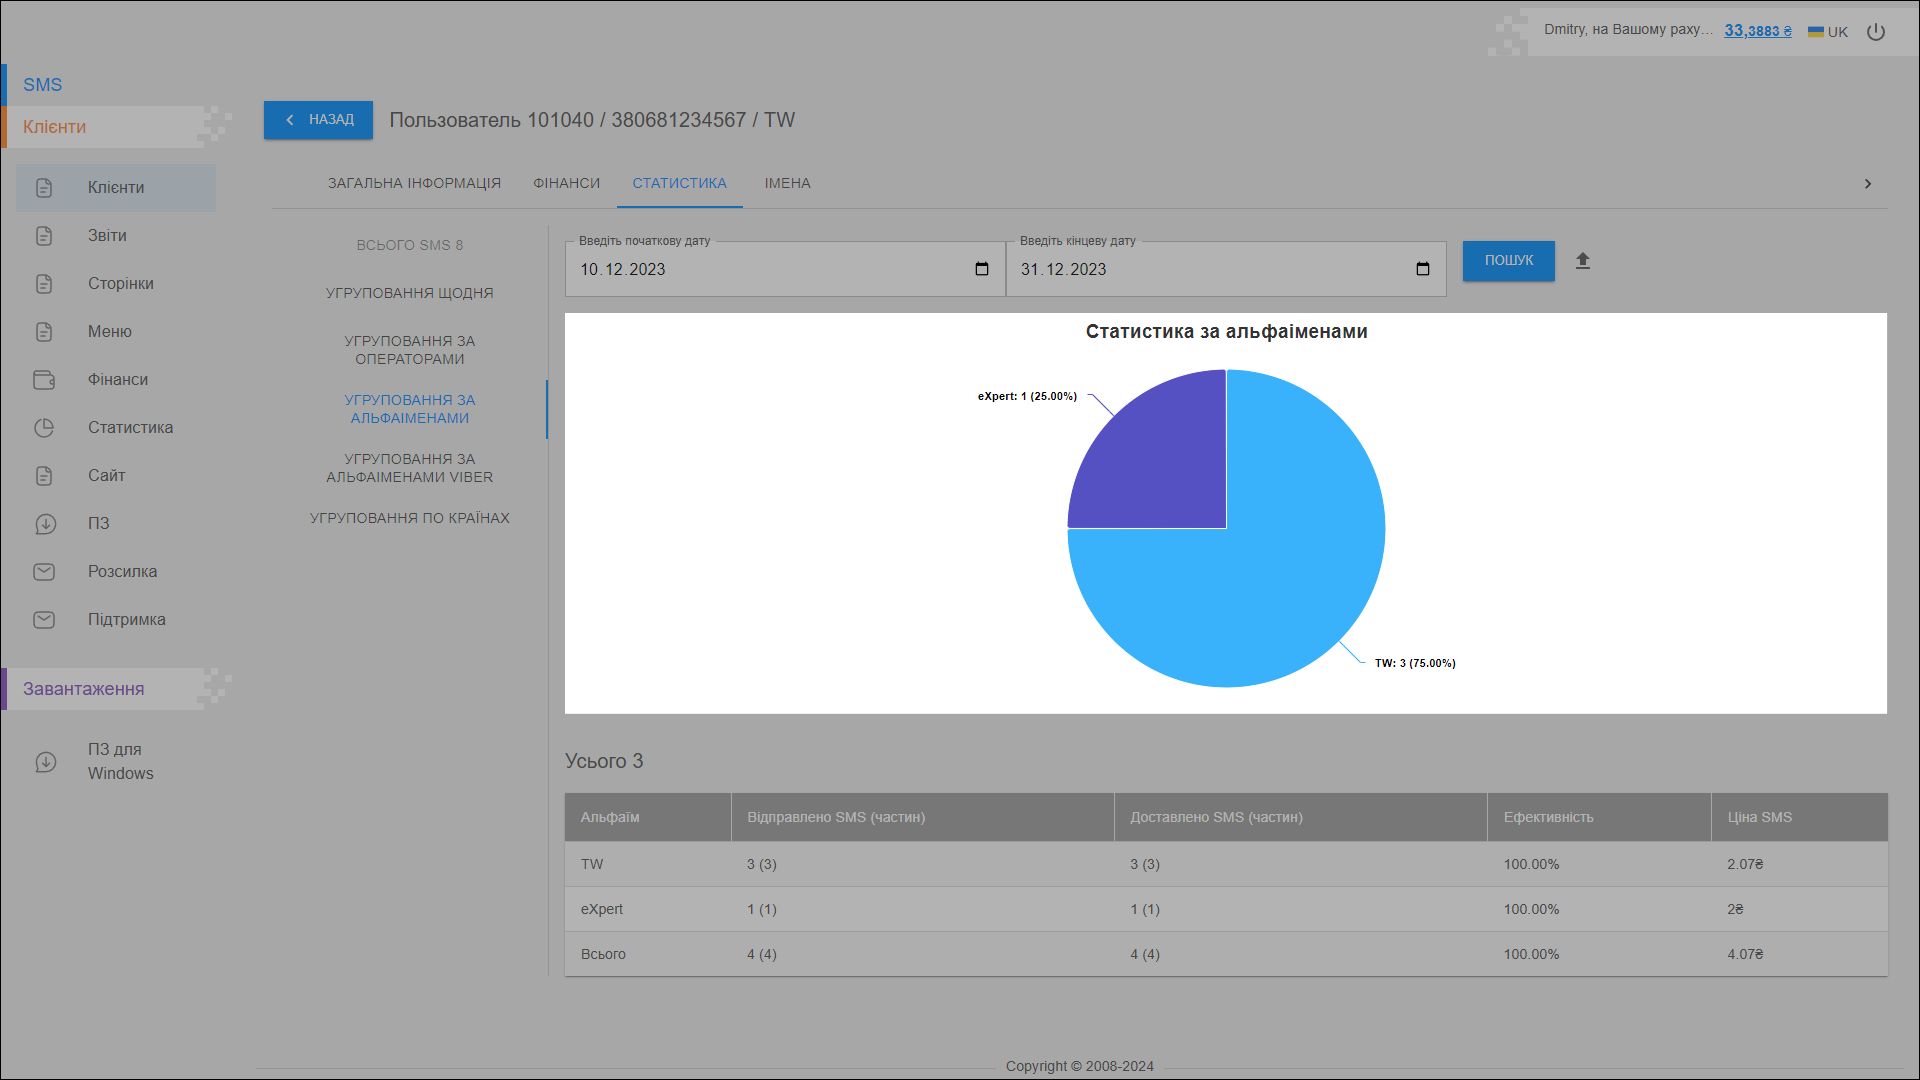 Dmitry, на Вашому раху...
33,3883 ₴
UK
SMS
Клієнти
НАЗАД
Пользователь 101040 / 380681234567 / TW
Клієнти
Звіти
Сторінки
Меню
Фінанси
Статистика
Сайт
ПЗ
Розсилка
Підтримка
Завантаження
ПЗ для
Windows
ЗАГАЛЬНА ІНФОРМАЦІЯ
ФІНАНСИ
СТАТИСТИКА
ІМЕНА
ВСЬОГО SMS 8
УГРУПОВАННЯ ЩОДНЯ
УГРУПОВАННЯ ЗА
ОПЕРАТОРАМИ
УГРУПОВАННЯ ЗА
АЛЬФАІМЕНАМИ
УГРУПОВАННЯ ЗА
АЛЬФАІМЕНАМИ VIBER
УГРУПОВАННЯ ПО КРАЇНАХ
Введіть початкову дату
10.12.2023
Введіть кінцеву дату
31.12.2023
ПОШУК
Статистика за альфаіменами
eXpert: 1 (25.00%)
TW: 3 (75.00%)
Усього 3
Альфаім Відправлено SMS (частин) Доставлено SMS (частин) Ефективність Ціна SMS
TW 3 (3) 3 (3) 100.00% 2.07₴
eXpert 1 (1) 1 (1) 100.00% 2₴
Всього 4 (4) 4 (4) 100.00% 4.07₴
Copyright © 2008-2024